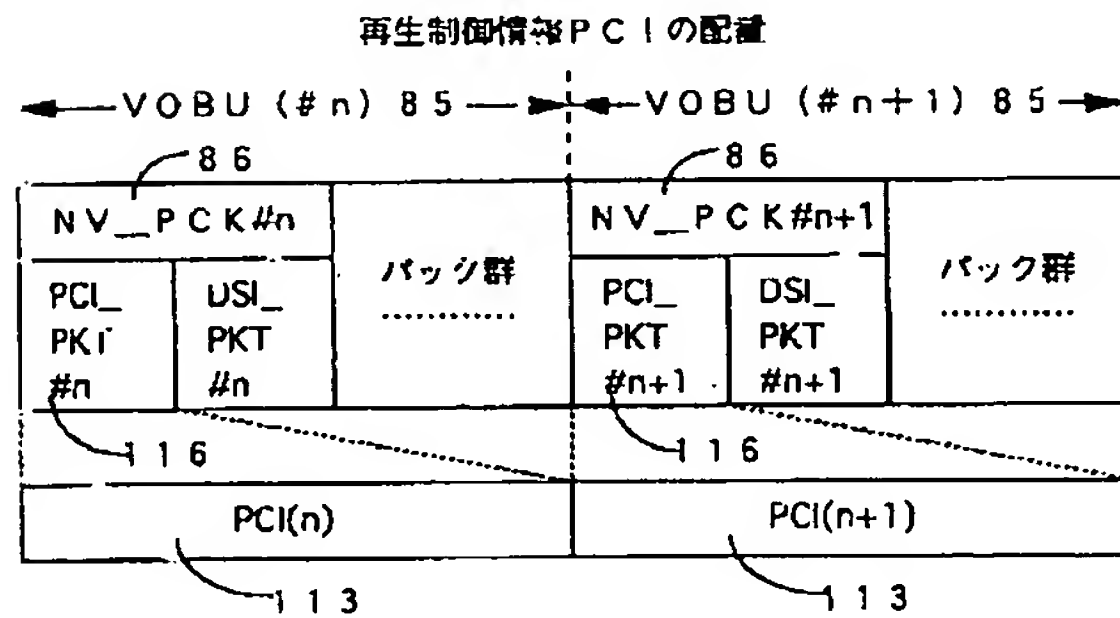 再生制御情報PCIの配置
VOBU (#n) 85
VOBU (#n+1) 85
86
86
NV_PCK#n
NV_PCK#n+1
パック群
パック群
PCI_
PKT
#n
DSI_
PKT
#n
PCI_
PKT
#n+1
DSI_
PKT
#n+1
116
116
PCI(n)
PCI(n+1)
113
113